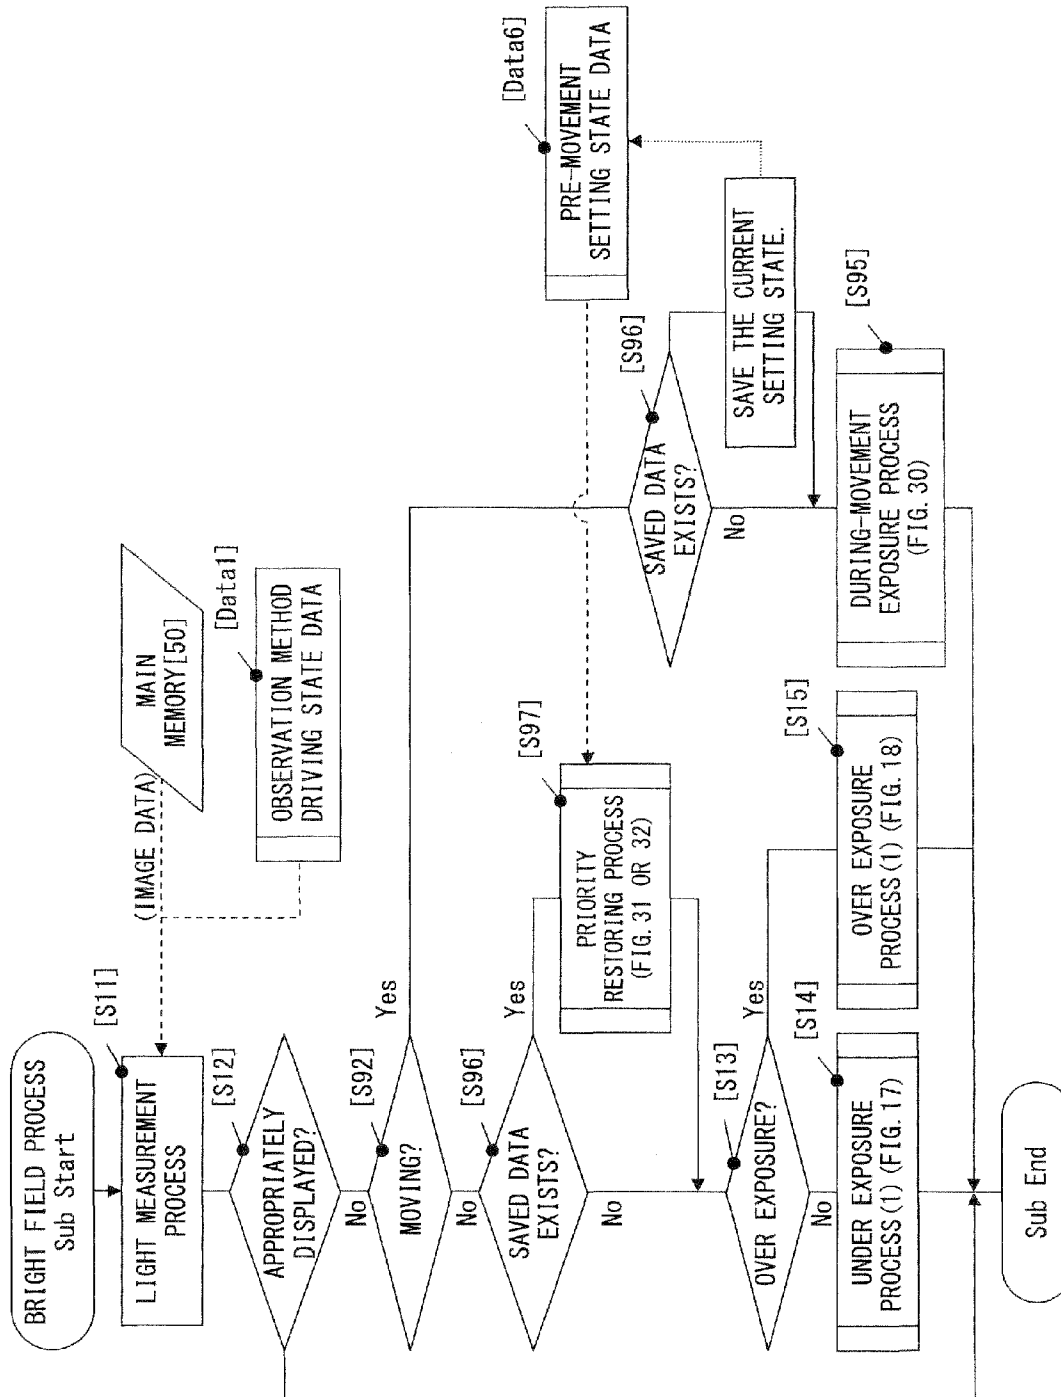 BRIGHT FIELD PROCESS
Sub Start
[S11]
LIGHT MEASUREMENT
PROCESS
(IMAGE DATA)
MAIN
MEMORY[50]
[Data1]
OBSERVATION METHOD
DRIVING STATE DATA
[S12]
APPROPRIATELY
DISPLAYED?
No
[S92]
MOVING?
Yes
No
[S96]
SAVED DATA
EXISTS?
Yes
No
[S97]
PRIORITY
RESTORING PROCESS
(FIG. 31 OR 32)
[Data6]
PRE-MOVEMENT
SETTING STATE DATA
[S96]
SAVED DATA
EXISTS?
No
SAVE THE CURRENT
SETTING STATE.
[S13]
OVER EXPOSURE?
Yes
No
[S14]
UNDER EXPOSURE
PROCESS(1)(FIG. 17)
[S15]
OVER EXPOSURE
PROCESS(1)(FIG. 18)
[S95]
DURING-MOVEMENT
EXPOSURE PROCESS
(FIG. 30)
Sub End